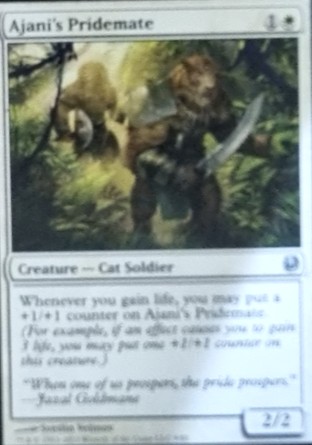 Ajani's Pridemate 1
Creature — Cat Soldier
Whenever you gain life, you may put a
+1/+1 counter on Ajani's Pridemate.
(For example, if an effect causes you to gain
3 life, you may put one +1/+1 counter on
this creature.)
"When one of us prospers, the pride prospers."
—Jazal Goldmane
Svetlin Velinov
2/2